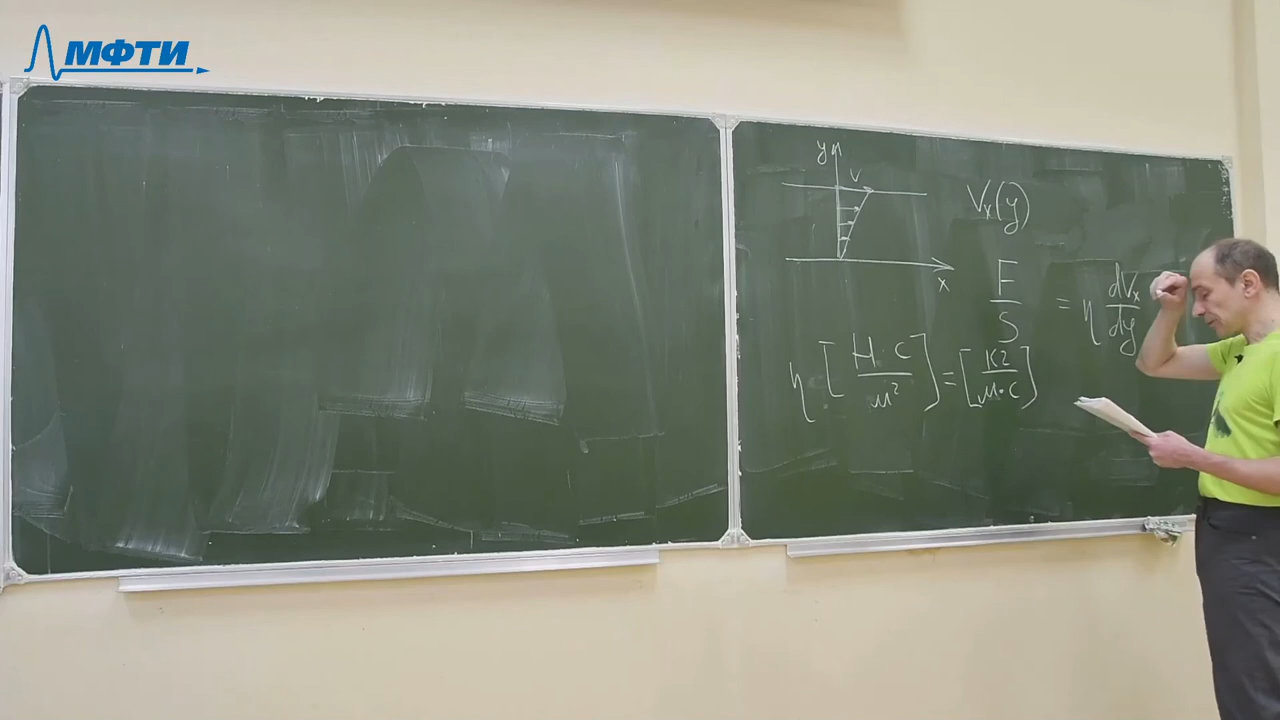 МФТИ
y
v
x
Vx(y)
F/S = η dVx/dy
η [Н·с/м²] = [кг/м·с]